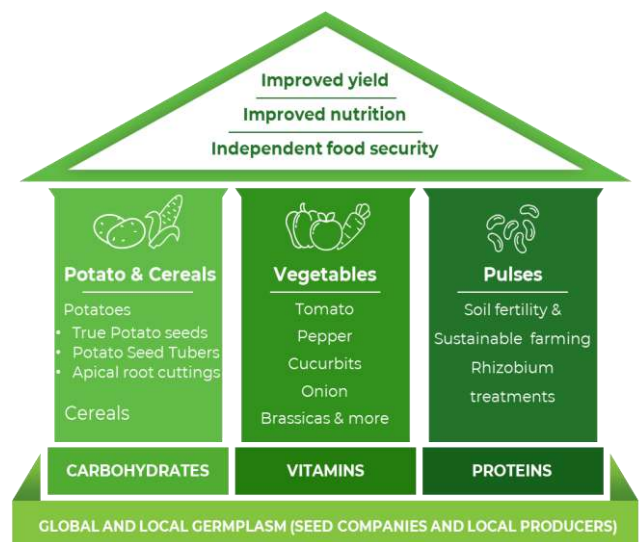 Improved yield
Improved nutrition
Independent food security
Potato & Cereals
Potatoes
• True Potato seeds
• Potato Seed Tubers
• Apical root cuttings
Cereals
CARBOHYDRATES
Vegetables
Tomato
Pepper
Cucurbits
Onion
Brassicas & more
VITAMINS
Pulses
Soil fertility &
Sustainable farming
Rhizobium
treatments
PROTEINS
GLOBAL AND LOCAL GERMPLASM (SEED COMPANIES AND LOCAL PRODUCERS)